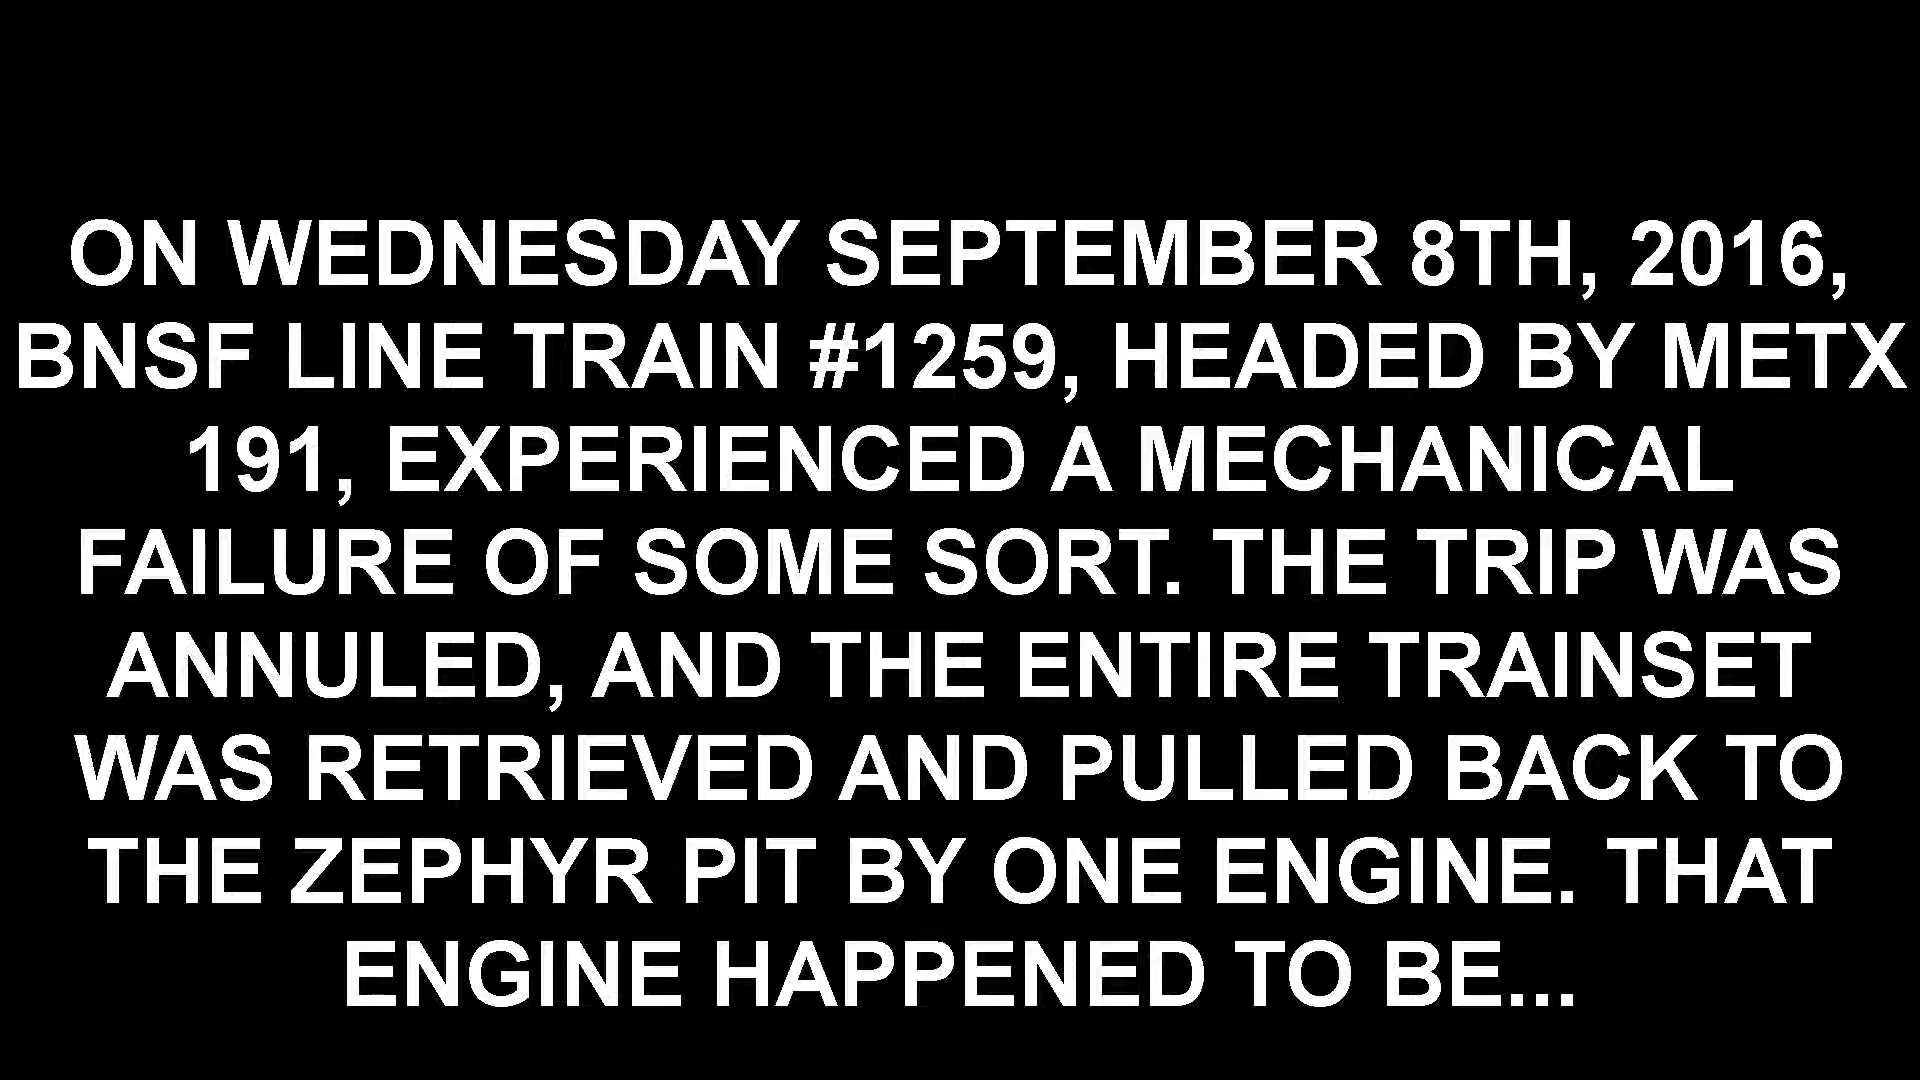 ON WEDNESDAY SEPTEMBER 8TH, 2016,
BNSF LINE TRAIN #1259, HEADED BY METX
191, EXPERIENCED A MECHANICAL
FAILURE OF SOME SORT. THE TRIP WAS
ANNULED, AND THE ENTIRE TRAINSET
WAS RETRIEVED AND PULLED BACK TO
THE ZEPHYR PIT BY ONE ENGINE. THAT
ENGINE HAPPENED TO BE...